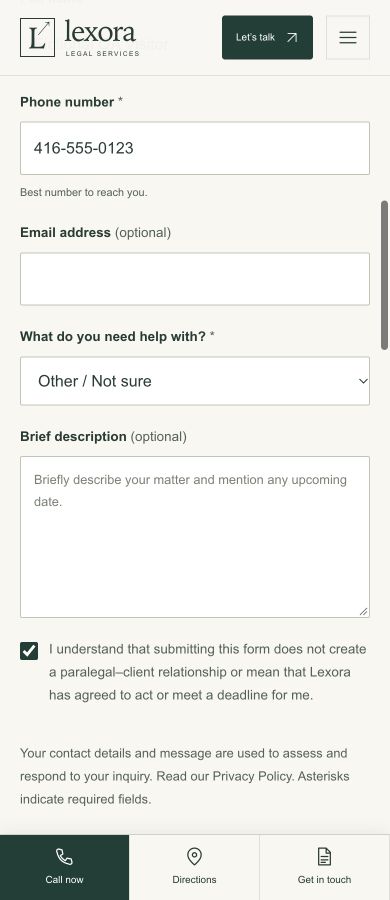 lexora
LEGAL SERVICES
Let's talk
Phone number *
416-555-0123
Best number to reach you.
Email address (optional)
What do you need help with? *
Other / Not sure
Brief description (optional)
Briefly describe your matter and mention any upcoming
date.
I understand that submitting this form does not create
a paralegal–client relationship or mean that Lexora
has agreed to act or meet a deadline for me.
Your contact details and message are used to assess and
respond to your inquiry. Read our Privacy Policy. Asterisks
indicate required fields.
Call now
Directions
Get in touch